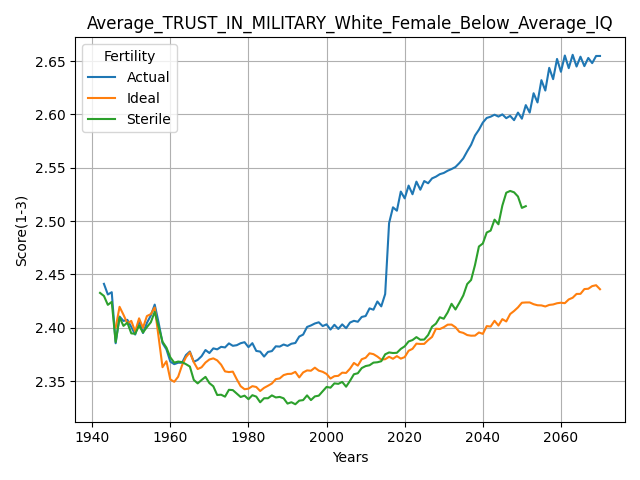 Average_TRUST_IN_MILITARY_White_Female_Below_Average_IQ
Fertility
Actual
Ideal
Sterile
Score(1-3)
2.65
2.60
2.55
2.50
2.45
2.40
2.35
1940
1960
1980
2000
2020
2040
2060
Years